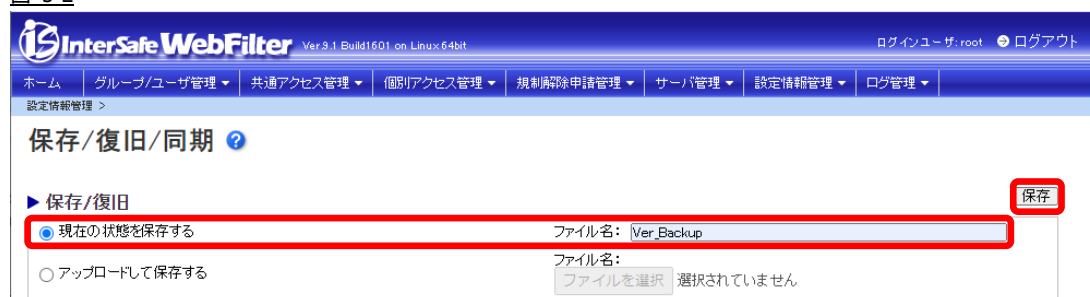 InterSafe WebFilter Ver.9.1 Build1601 on Linux64bit ログインユーザ:root ログアウト
ホーム グループ/ユーザ管理▼ 共通アクセス管理▼ 個別アクセス管理▼ 規制解除申請管理▼ サーバ管理▼ 設定情報管理▼ ログ管理▼
設定情報管理 >
保存/復旧/同期 ?
▶ 保存/復旧 保存
現在の状態を保存する ファイル名: Ver_Backup
アップロードして保存する ファイル名:
ファイルを選択 選択されていません